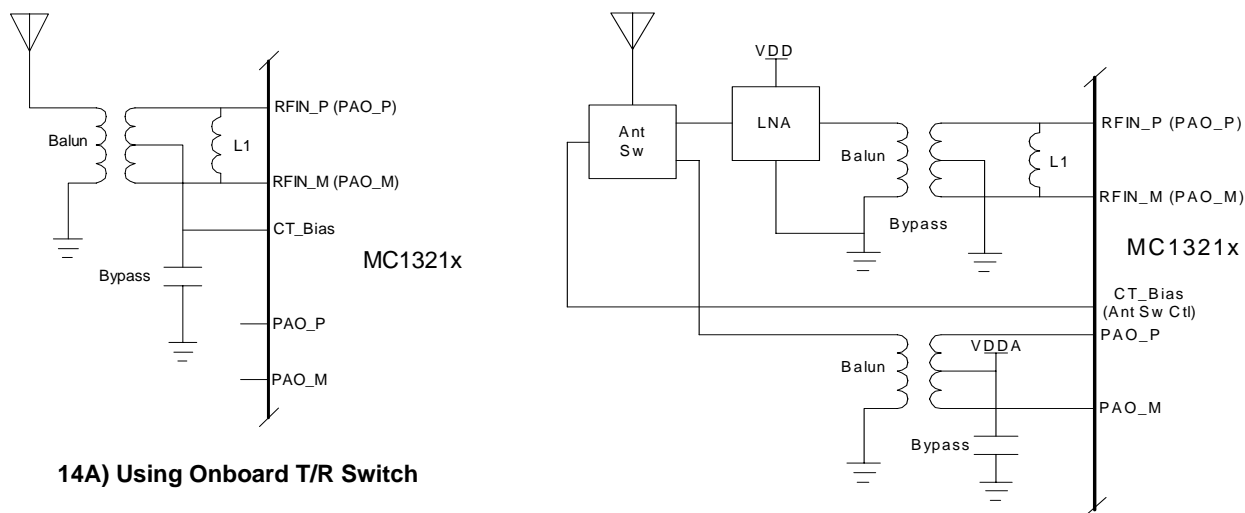 RFIN_P (PAO_P)
Balun
L1
RFIN_M (PAO_M)
CT_Bias
MC1321x
Bypass
PAO_P
PAO_M
14A) Using Onboard T/R Switch
VDD
Ant
Sw
LNA
RFIN_P (PAO_P)
Balun
L1
RFIN_M (PAO_M)
Bypass
MC1321x
CT_Bias
(Ant Sw Ctl)
PAO_P
VDDA
Balun
PAO_M
Bypass